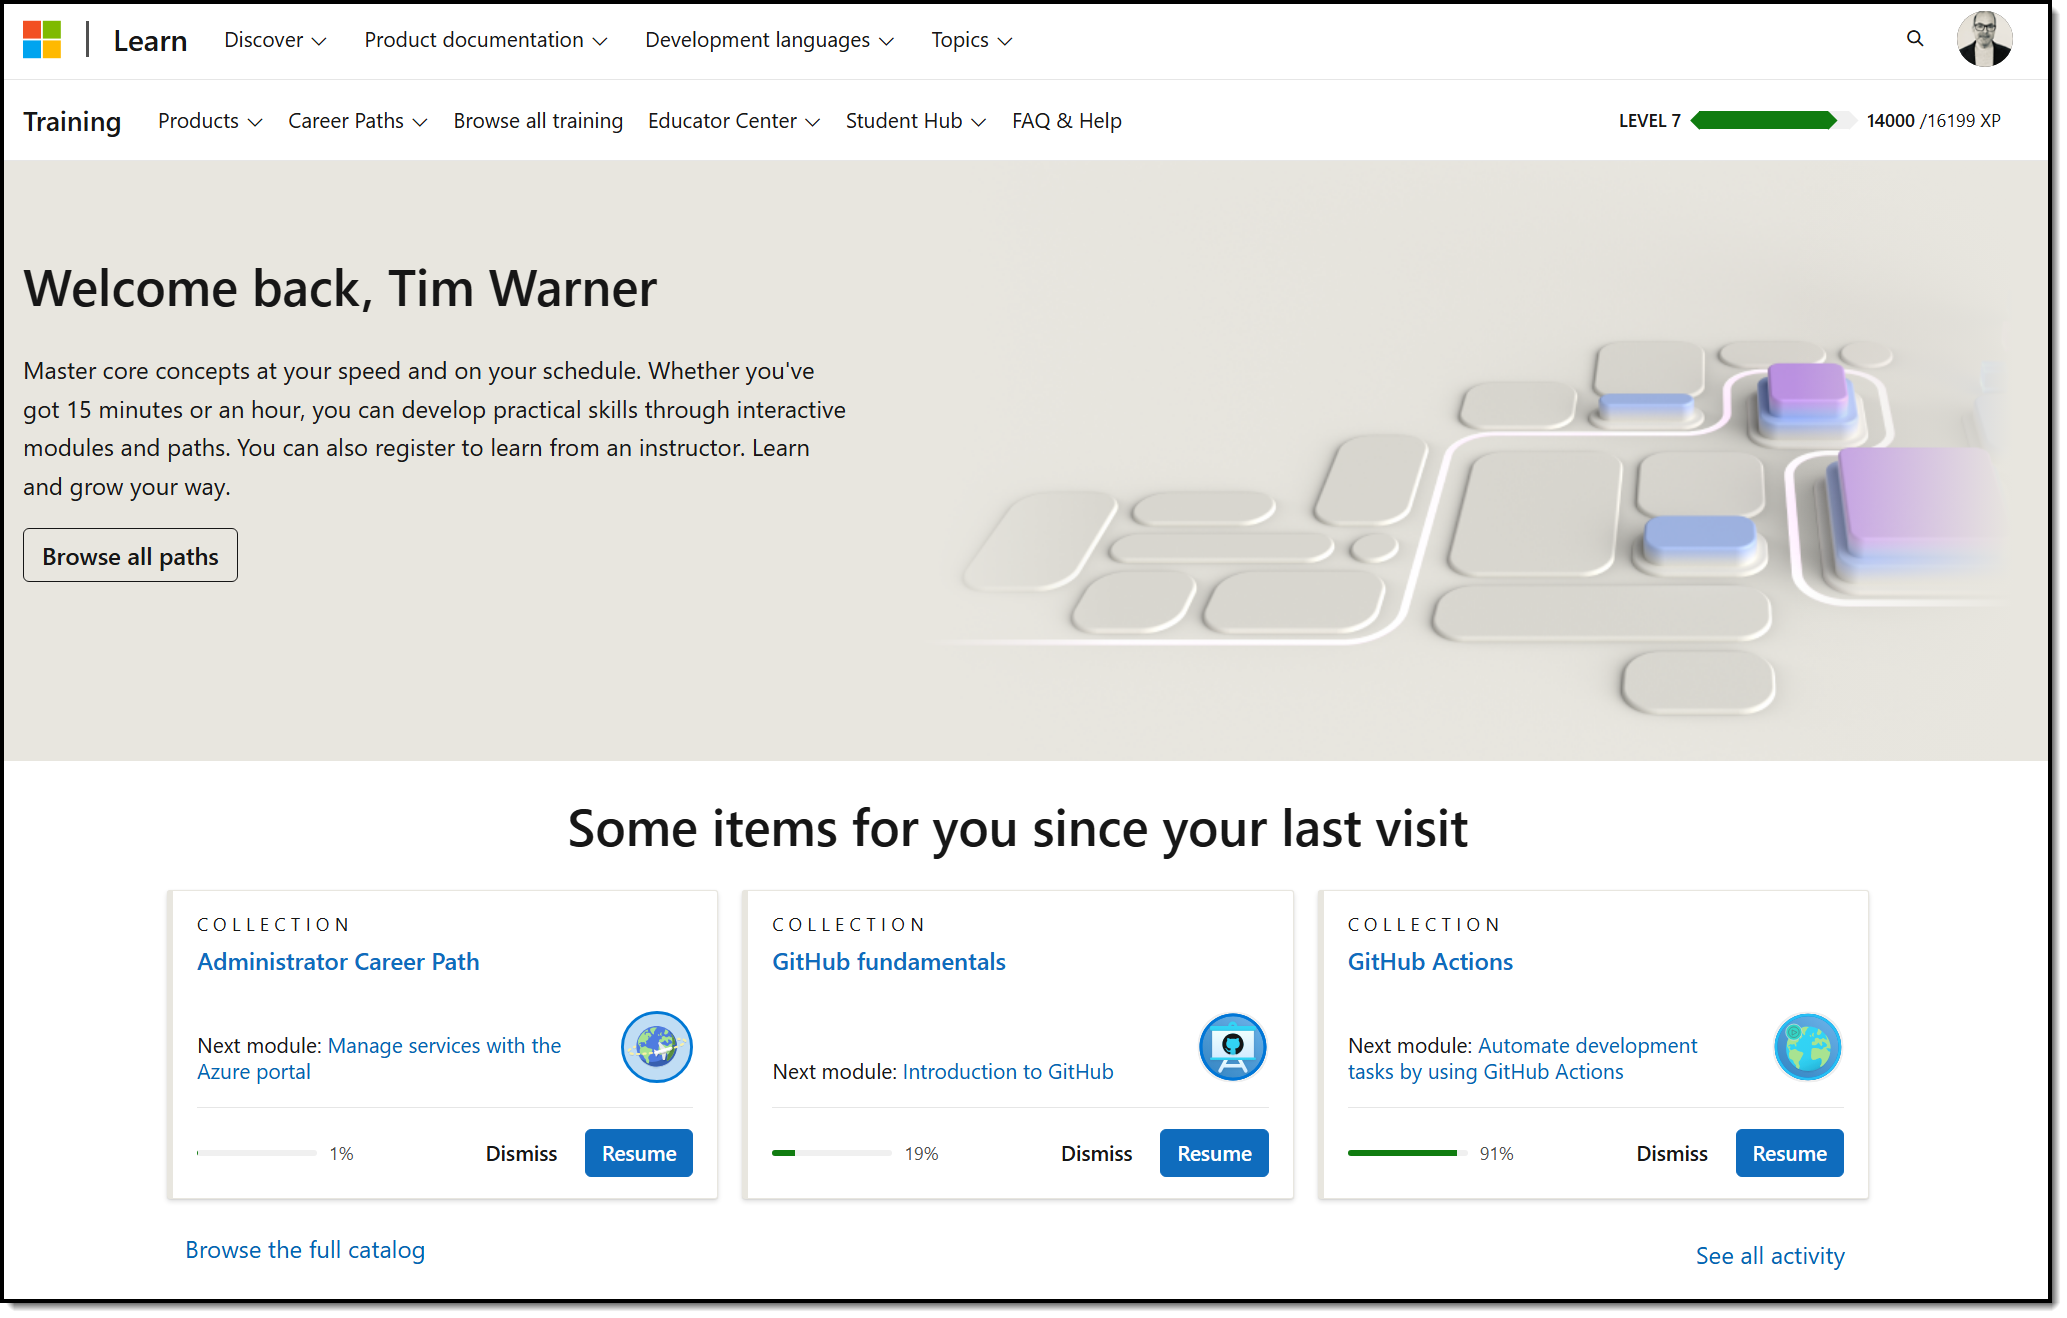 Learn Discover Product documentation Development languages Topics
Training Products Career Paths Browse all training Educator Center Student Hub FAQ & Help LEVEL 7 14000 /16199 XP
Welcome back, Tim Warner
Master core concepts at your speed and on your schedule. Whether you've
got 15 minutes or an hour, you can develop practical skills through interactive
modules and paths. You can also register to learn from an instructor. Learn
and grow your way.
Browse all paths
Some items for you since your last visit
COLLECTION
Administrator Career Path
Next module: Manage services with the
Azure portal
1% Dismiss Resume
COLLECTION
GitHub fundamentals
Next module: Introduction to GitHub
19% Dismiss Resume
COLLECTION
GitHub Actions
Next module: Automate development
tasks by using GitHub Actions
91% Dismiss Resume
Browse the full catalog
See all activity